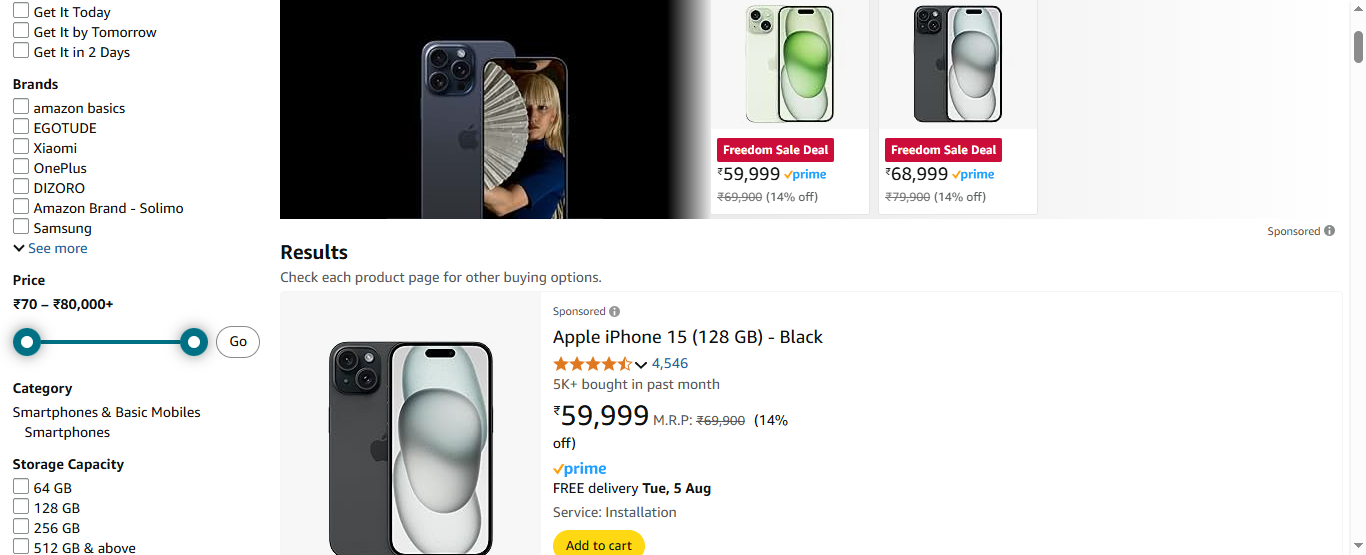 Get It Today
Get It by Tomorrow
Get It in 2 Days
Brands
amazon basics
EGOTUDE
Xiaomi
OnePlus
DIZORO
Amazon Brand - Solimo
Samsung
See more
Price
₹70 – ₹80,000+
Go
Category
Smartphones & Basic Mobiles
Smartphones
Storage Capacity
64 GB
128 GB
256 GB
512 GB & above
Freedom Sale Deal
₹59,999 prime
₹69,900 (14% off)
Freedom Sale Deal
₹68,999 prime
₹79,900 (14% off)
Sponsored
Results
Check each product page for other buying options.
Sponsored
Apple iPhone 15 (128 GB) - Black
4,546
5K+ bought in past month
₹59,999 M.R.P: ₹69,900 (14%
off)
prime
FREE delivery Tue, 5 Aug
Service: Installation
Add to cart